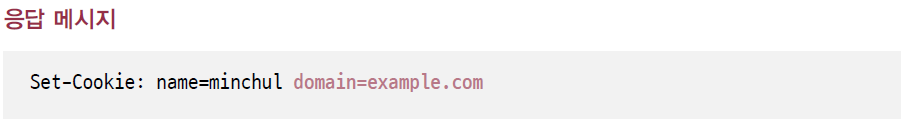 응답 메시지
Set-Cookie: name=minchul domain=example.com